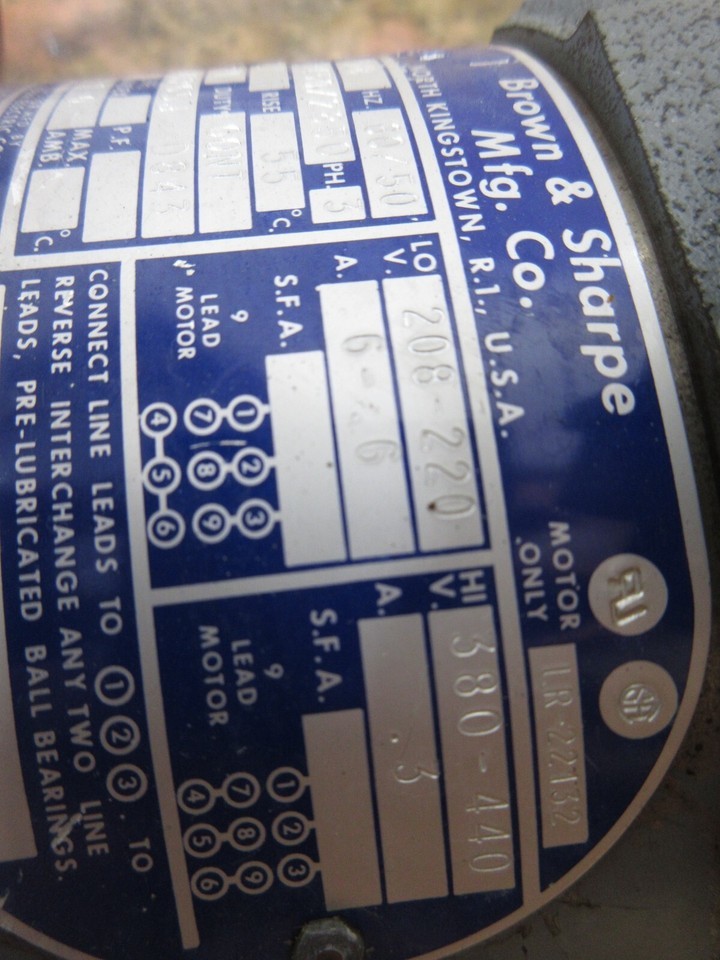 Brown & Sharpe
Mfg. Co.
NORTH KINGSTOWN, R.I., U.S.A.
MOTOR
ONLY
LR 22132
HZ. 60/50
PH. 3
RISE 55 °C.
DUTY CONT
P.F.
MAX
AMB. °C.
LO
V. 208-220
A. .6-.6
S.F.A.
9
LEAD
MOTOR
1 2 3
7 8 9
4 5 6
HI
V. 380-440
A. .3
S.F.A.
9
LEAD
MOTOR
1 2 3
7 8 9
4 5 6
CONNECT LINE LEADS TO 1 2 3. TO
REVERSE INTERCHANGE ANY TWO LINE
LEADS, PRE-LUBRICATED BALL BEARINGS.